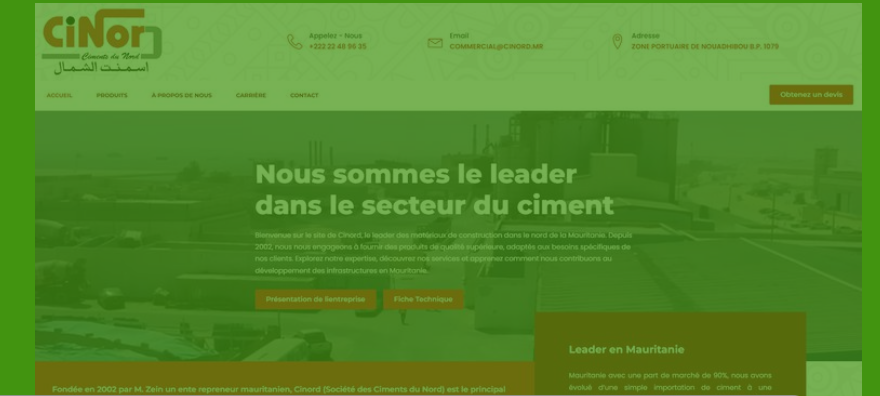 CiNor
Ciments du Nord
اسمنت الشمال
Appelez - Nous
+222 22 46 96 35
Email
COMMERCIAL@CINORD.MR
Adresse
ZONE PORTUAIRE DE NOUADHIBOU B.P. 1079
ACCUEIL PRODUITS A PROPOS DE NOUS CARRIÈRE CONTACT
Obtenez un devis
Nous sommes le leader
dans le secteur du ciment
Bienvenue sur le site de Cinord, le leader des matériaux de construction dans le nord de la Mauritanie. Depuis
2002, nous nous engageons à fournir des produits de qualité supérieure, adaptés aux besoins spécifiques de
nos clients. Explorez notre expertise, découvrez nos services et apprenez comment nous contribuons au
développement des infrastructures en Mauritanie.
Présentation de Sentreprise Fiche Technique
Leader en Mauritanie
Mauritanie avec une part de marché de 90%, nous avons
évolué d'une simple importation de ciment à une
Fondée en 2002 par M. Zein un ente repreneur mauritanien, Cinord (Société des Ciments du Nord) est le principal